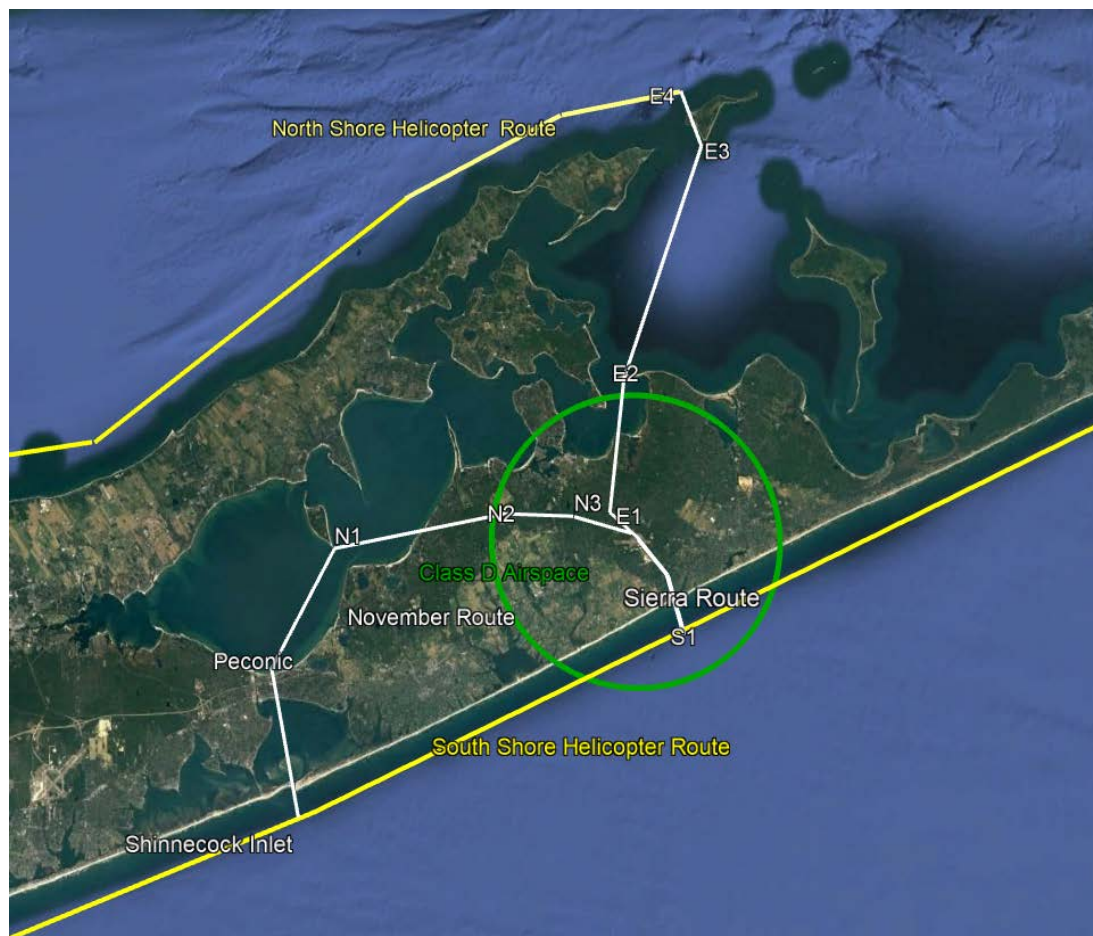 E4
North Shore Helicopter Route
E3
E2
N3
N2
E1
N1
Class D Airspace
Sierra Route
November Route
S1
Peconic
South Shore Helicopter Route
Shinnecock Inlet